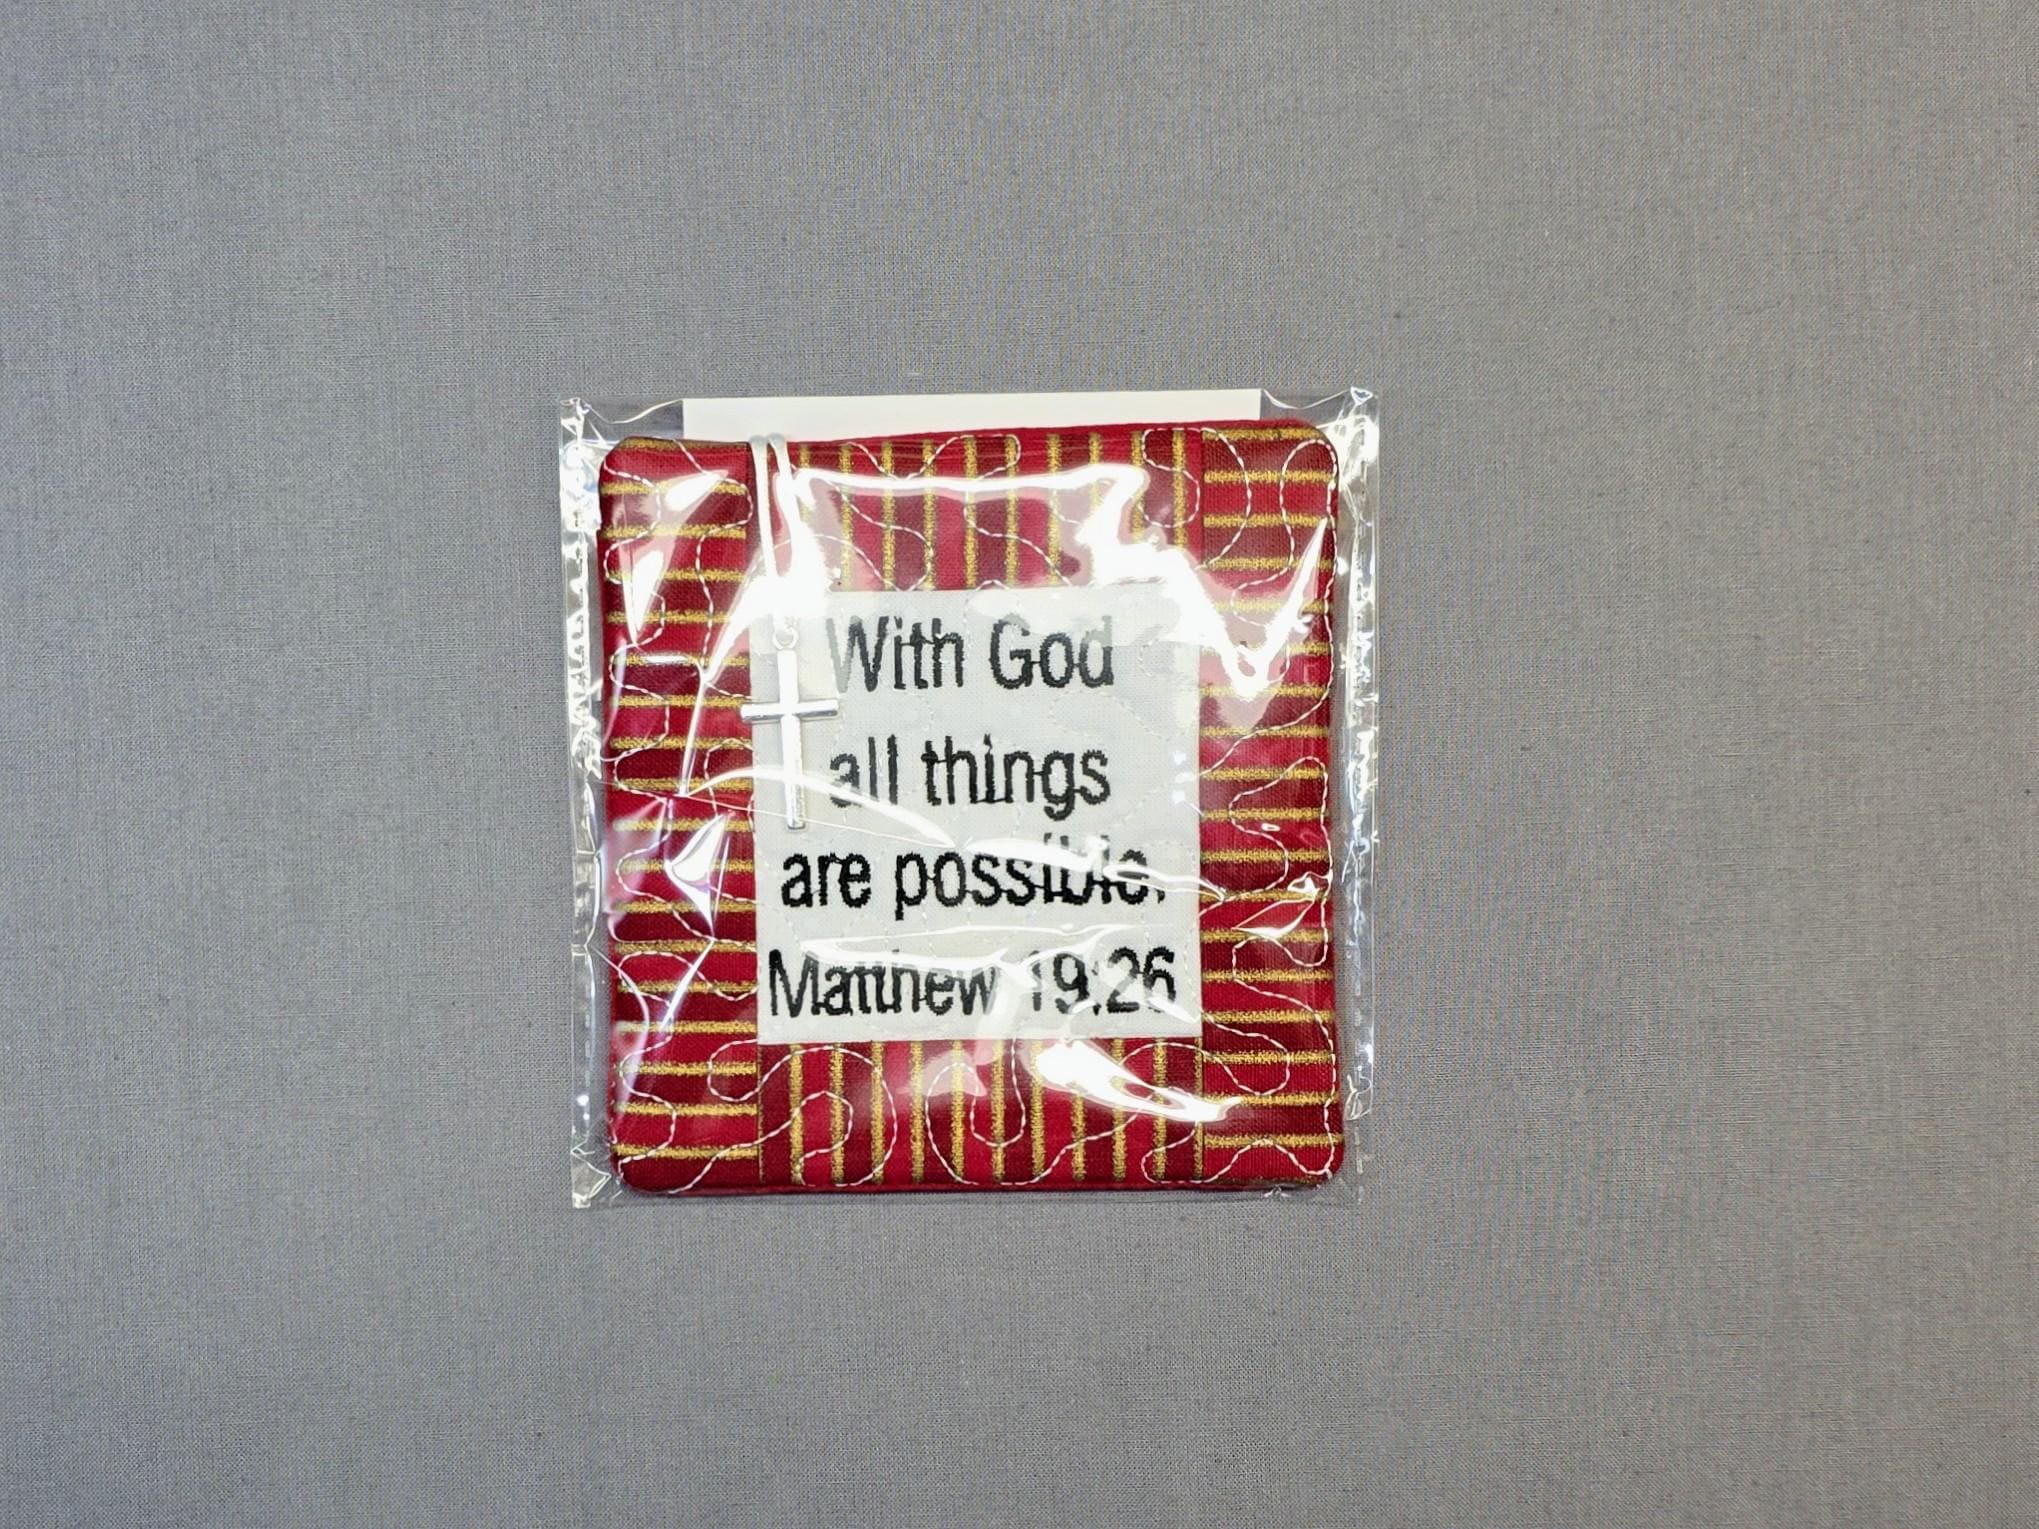 With God
all things
are possible.
Matthew 19:26